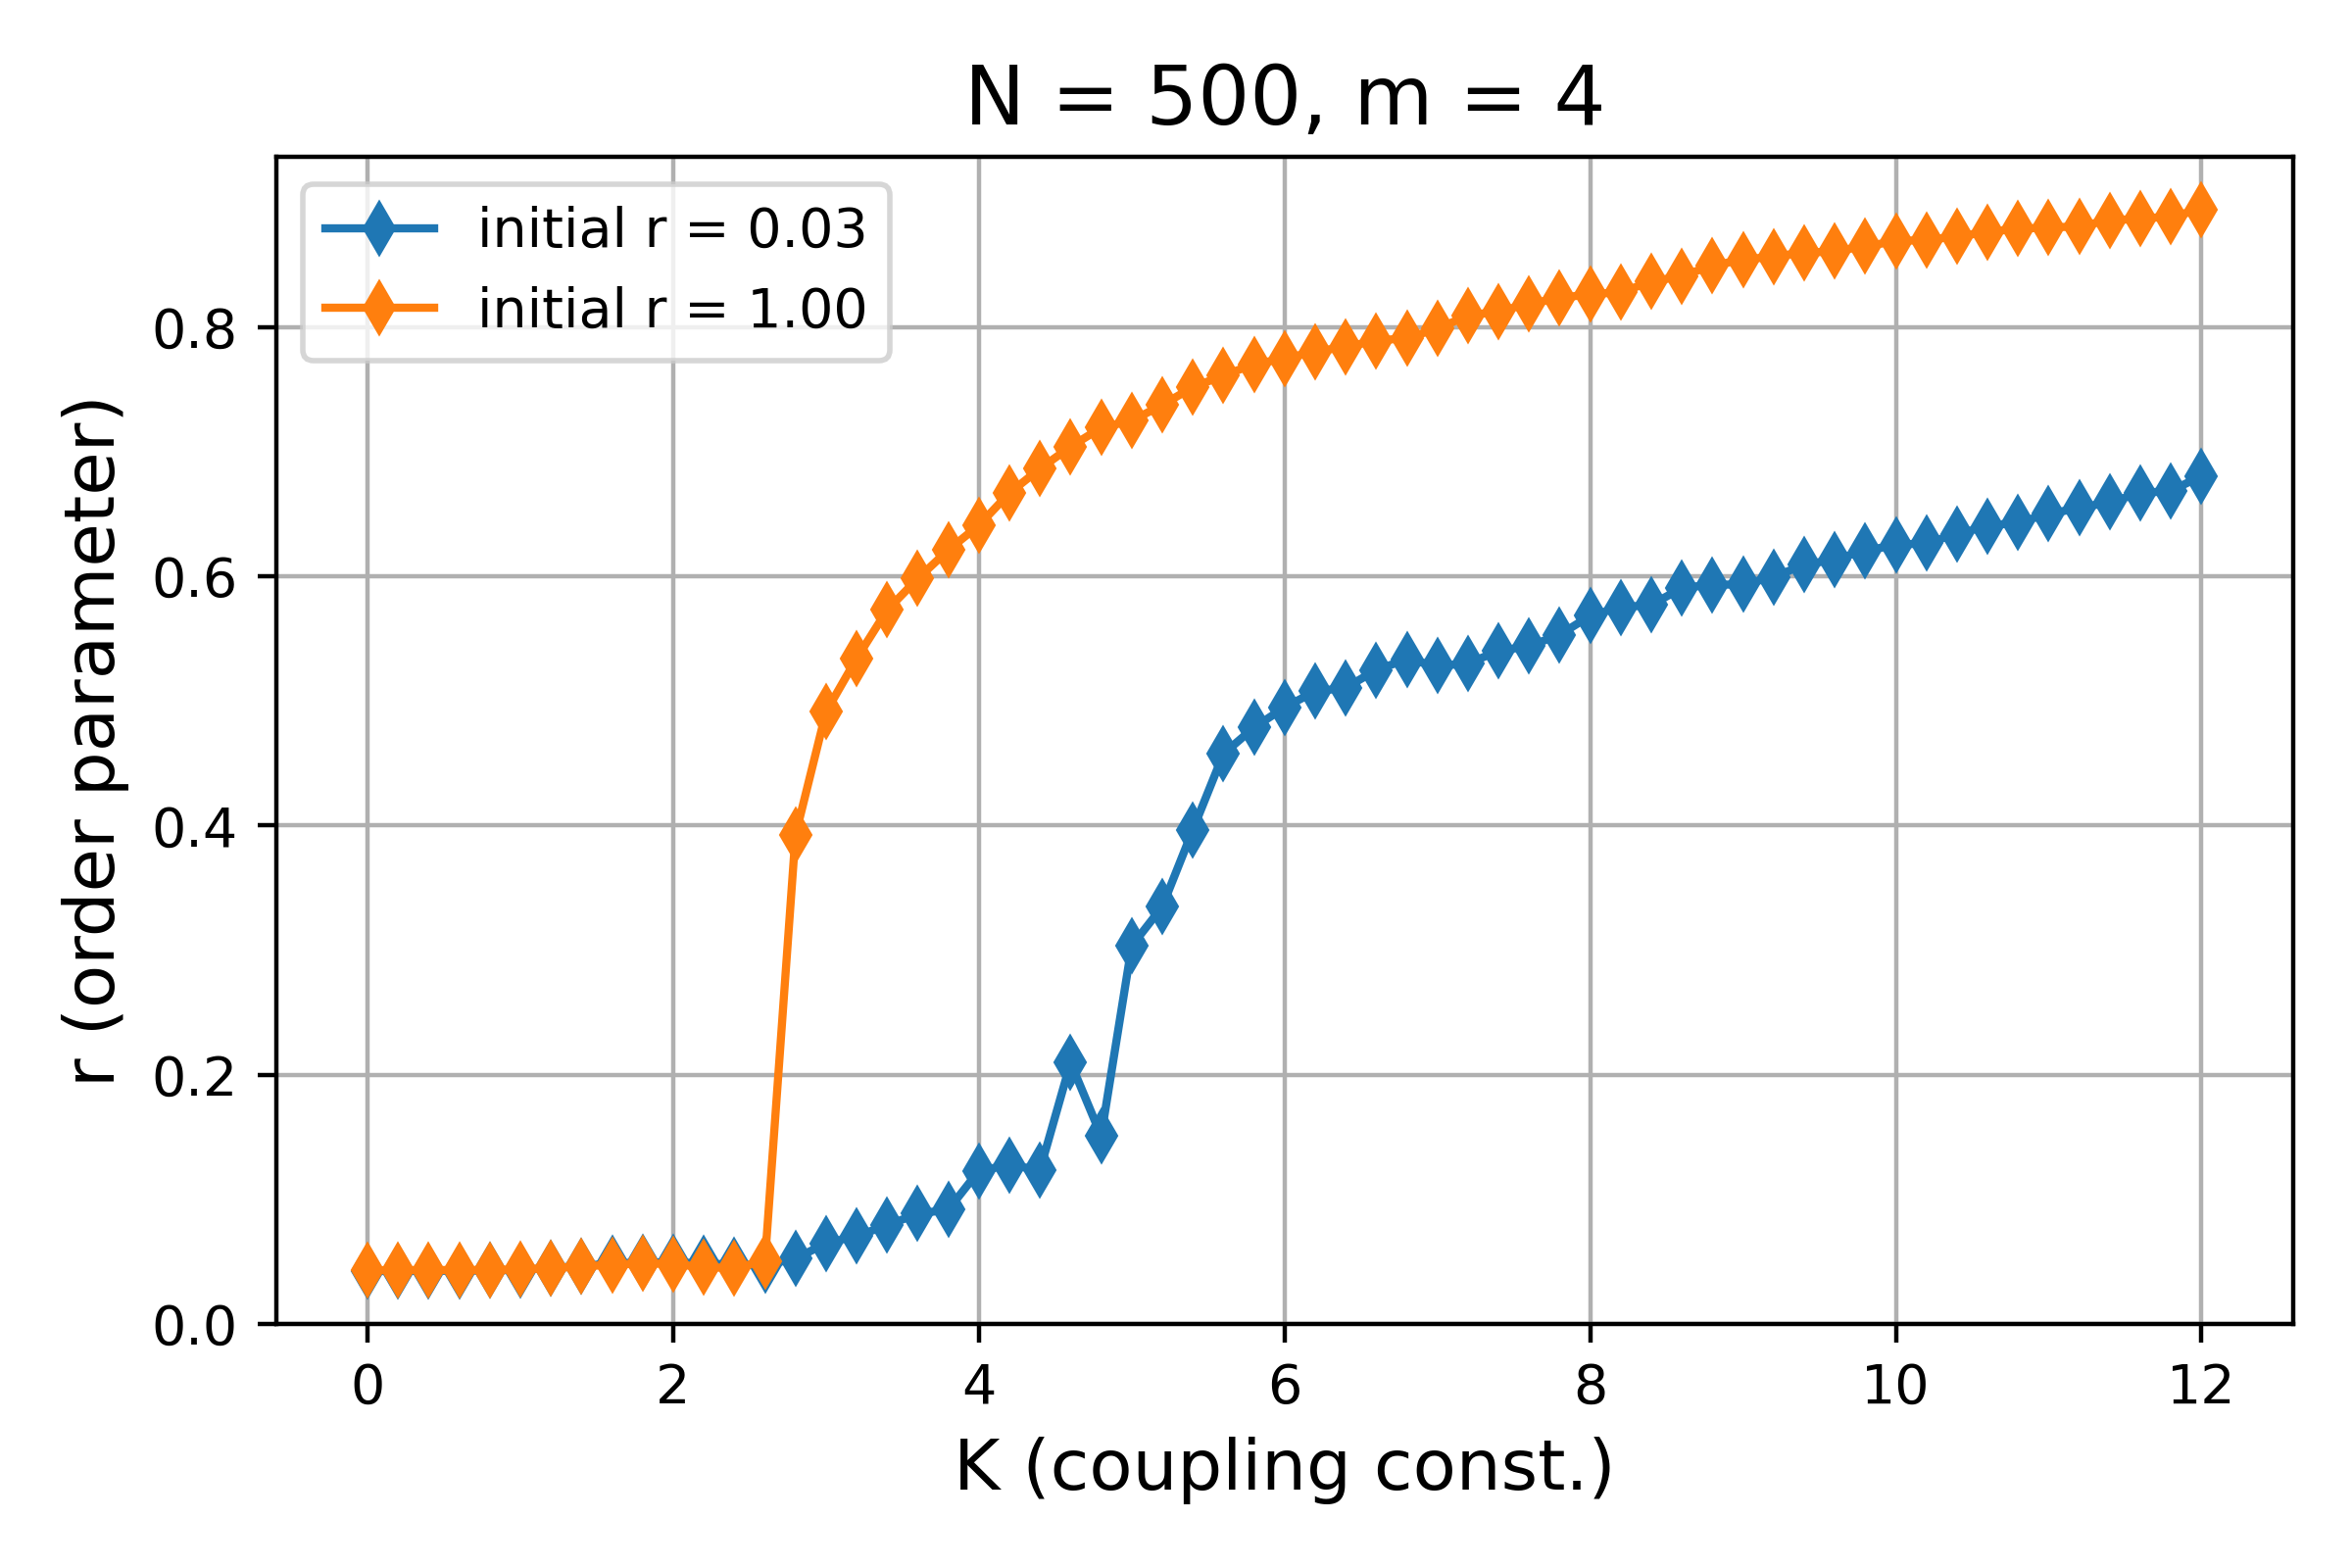 N = 500, m = 4
initial r = 0.03
initial r = 1.00
r (order parameter)
0.8
0.6
0.4
0.2
0.0
0 2 4 6 8 10 12
K (coupling const.)